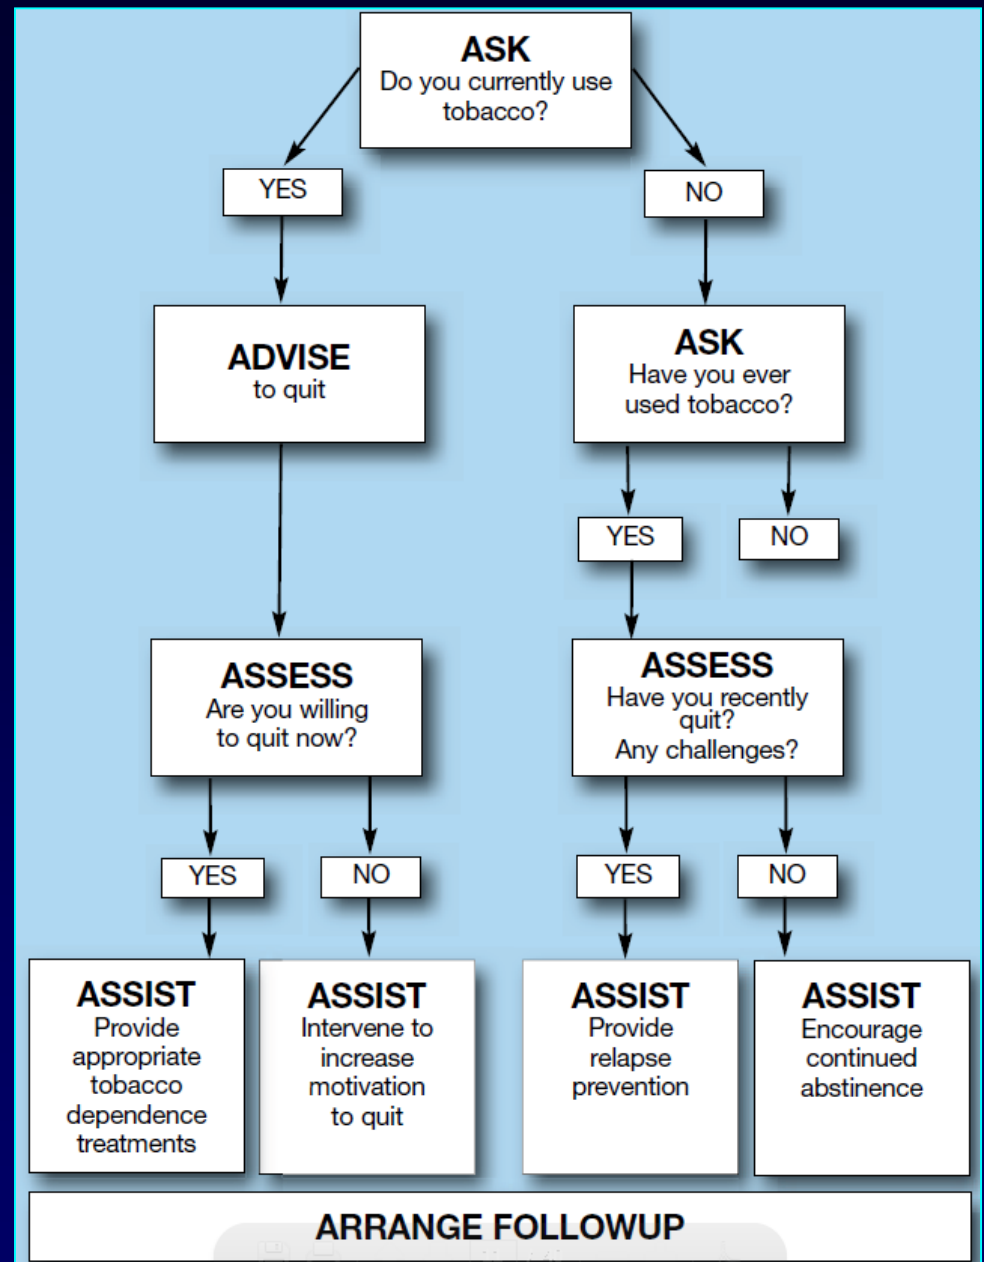 ASK
Do you currently use
tobacco?
YES
NO
ADVISE
to quit
ASK
Have you ever
used tobacco?
YES
NO
ASSESS
Are you willing
to quit now?
ASSESS
Have you recently
quit?
Any challenges?
YES
NO
YES
NO
ASSIST
Provide
appropriate
tobacco
dependence
treatments
ASSIST
Intervene to
increase
motivation
to quit
ASSIST
Provide
relapse
prevention
ASSIST
Encourage
continued
abstinence
ARRANGE FOLLOWUP